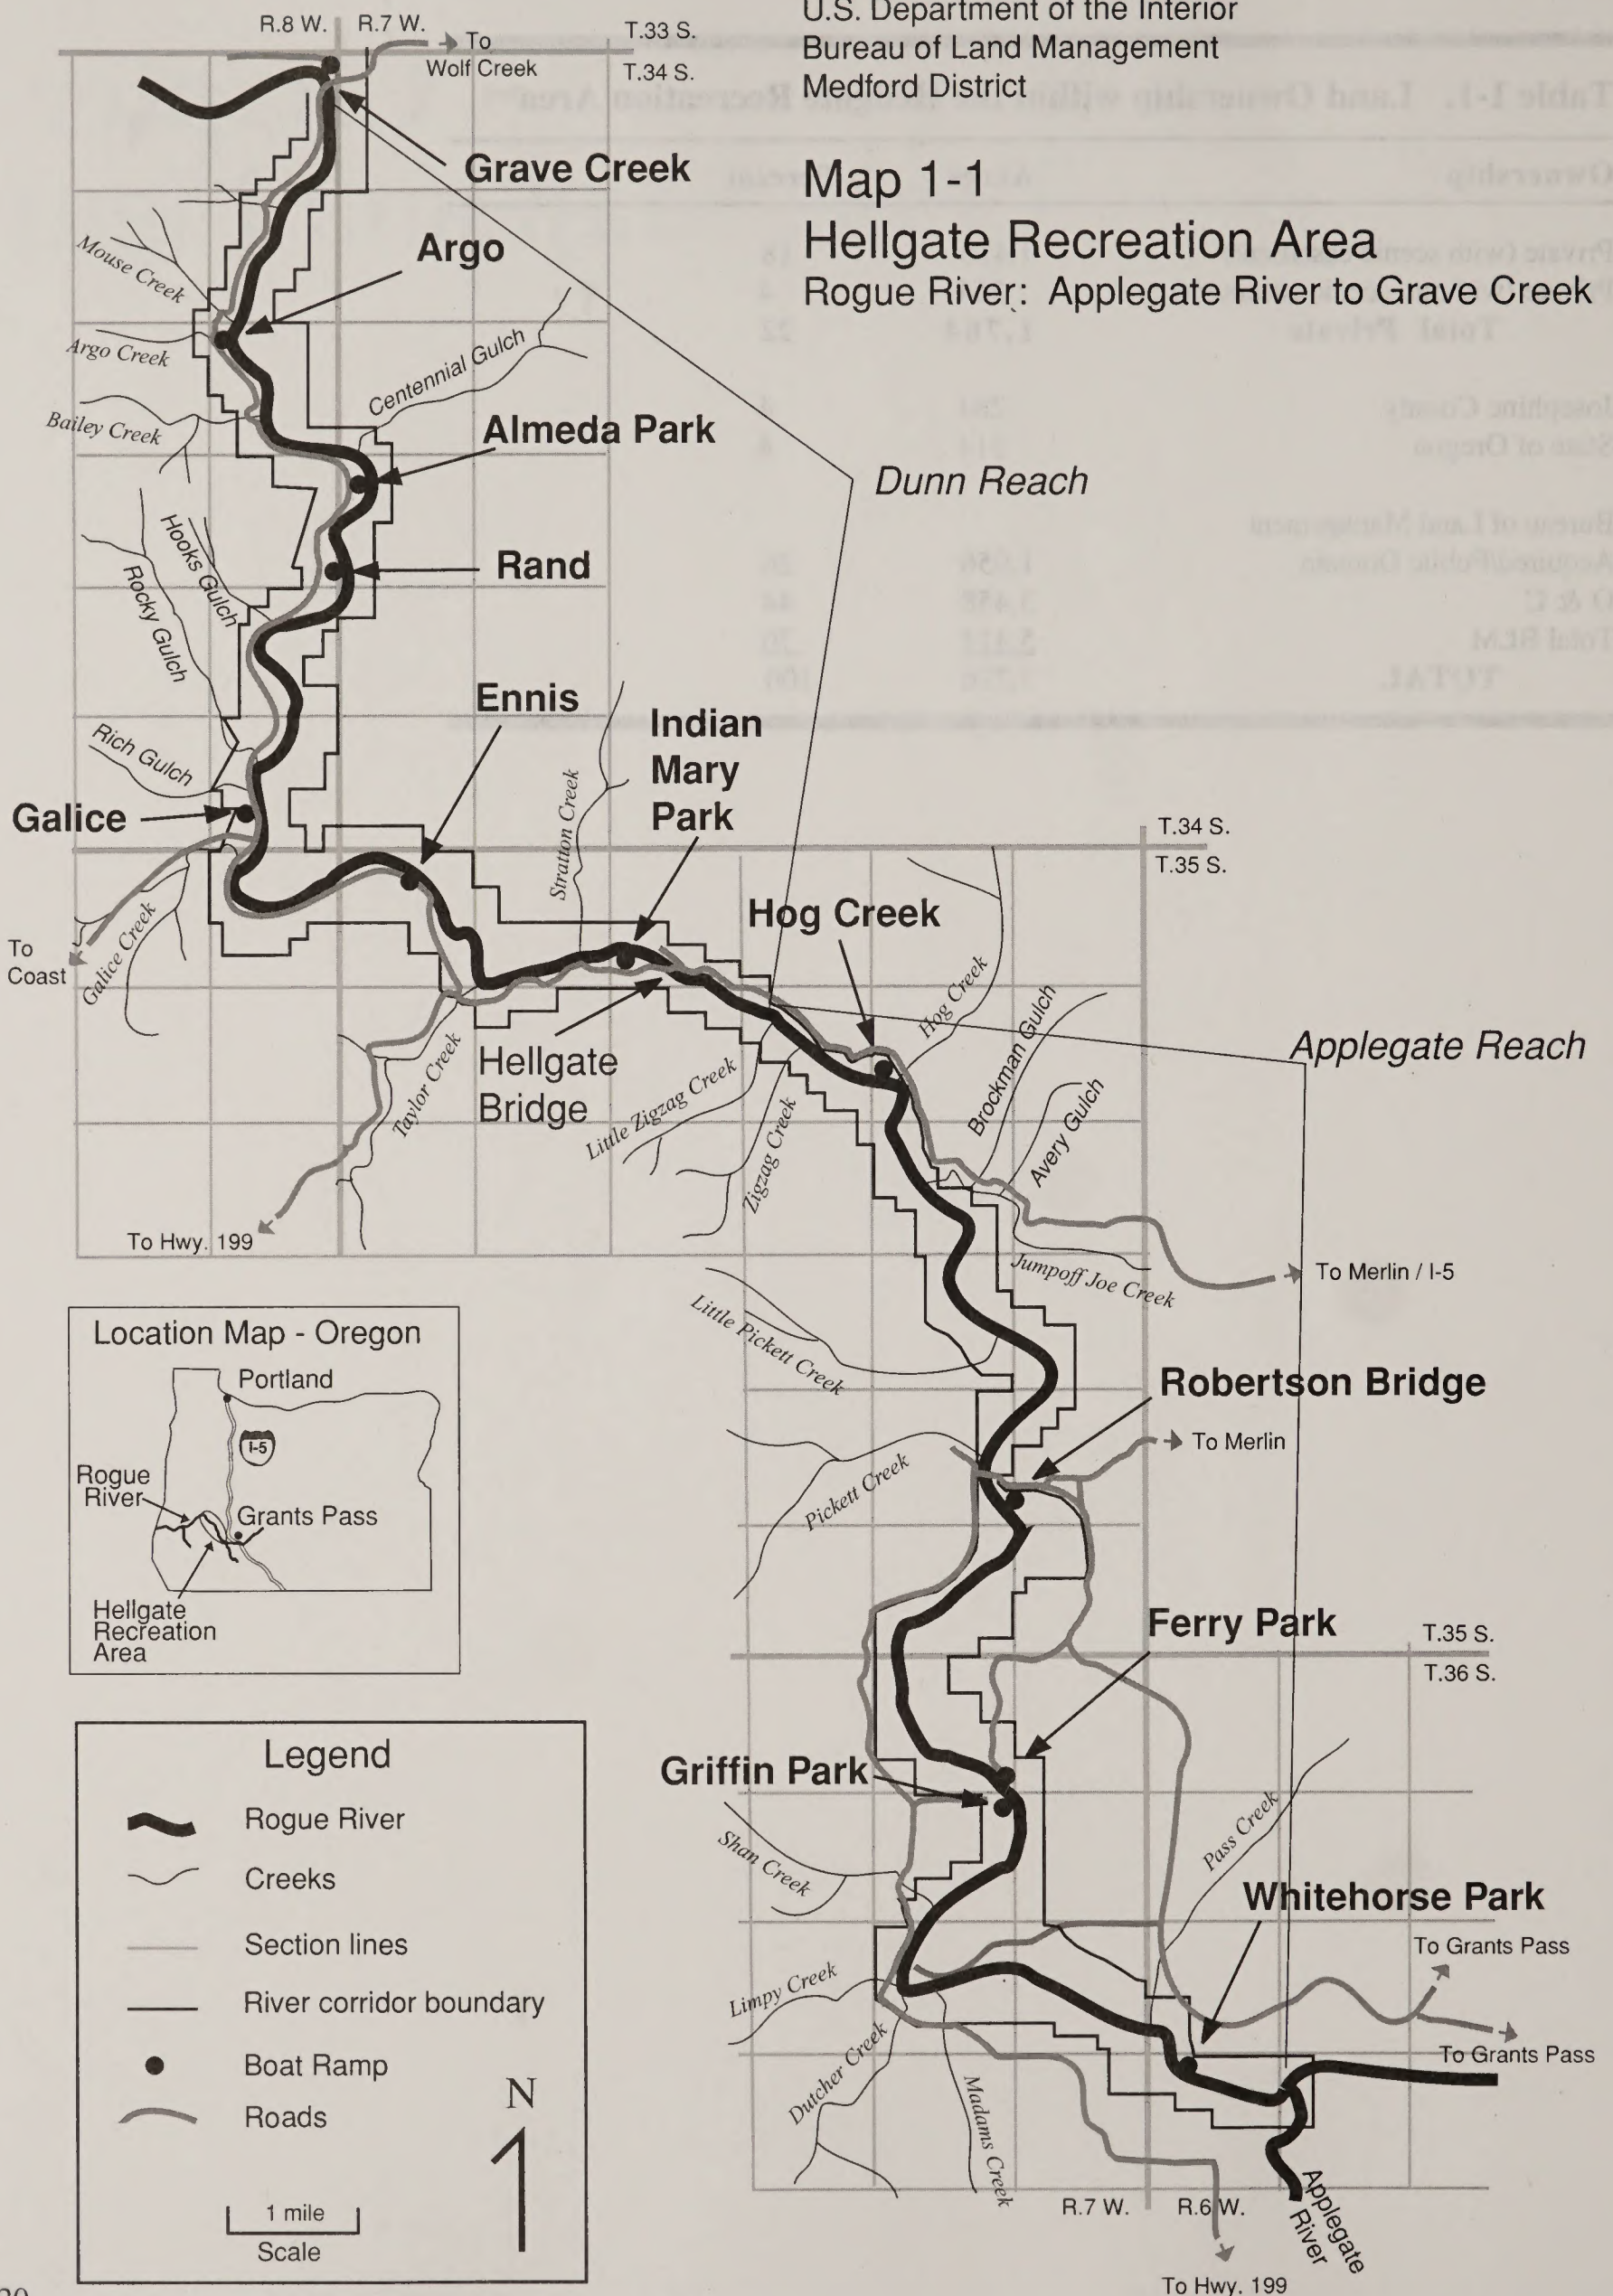 U.S. Department of the Interior
Bureau of Land Management
Medford District
Map 1-1
Hellgate Recreation Area
Rogue River: Applegate River to Grave Creek
R.8 W.
R.7 W.
To
Wolf Creek
T.33 S.
T.34 S.
Grave Creek
Argo
Mouse Creek
Argo Creek
Centennial Gulch
Bailey Creek
Almeda Park
Dunn Reach
Hooks Gulch
Rocky Gulch
Rand
Ennis
Indian
Mary
Park
Rich Gulch
Stratton Creek
Galice
T.34 S.
T.35 S.
Hog Creek
To
Coast
Galice Creek
Hog Creek
Brockman Gulch
Applegate Reach
Hellgate
Bridge
Taylor Creek
Little Zigzag Creek
Zigzag Creek
Avery Gulch
To Hwy. 199
Jumpoff Joe Creek
To Merlin / I-5
Little Pickett Creek
Location Map - Oregon
Portland
I-5
Rogue
River
Grants Pass
Hellgate
Recreation
Area
Robertson Bridge
To Merlin
Pickett Creek
Ferry Park
T.35 S.
T.36 S.
Griffin Park
Shan Creek
Pass Creek
Whitehorse Park
To Grants Pass
Limpy Creek
To Grants Pass
Dutcher Creek
Madams Creek
R.7 W.
R.6 W.
Applegate
River
To Hwy. 199
Legend
Rogue River
Creeks
Section lines
River corridor boundary
Boat Ramp
Roads
N
1 mile
Scale